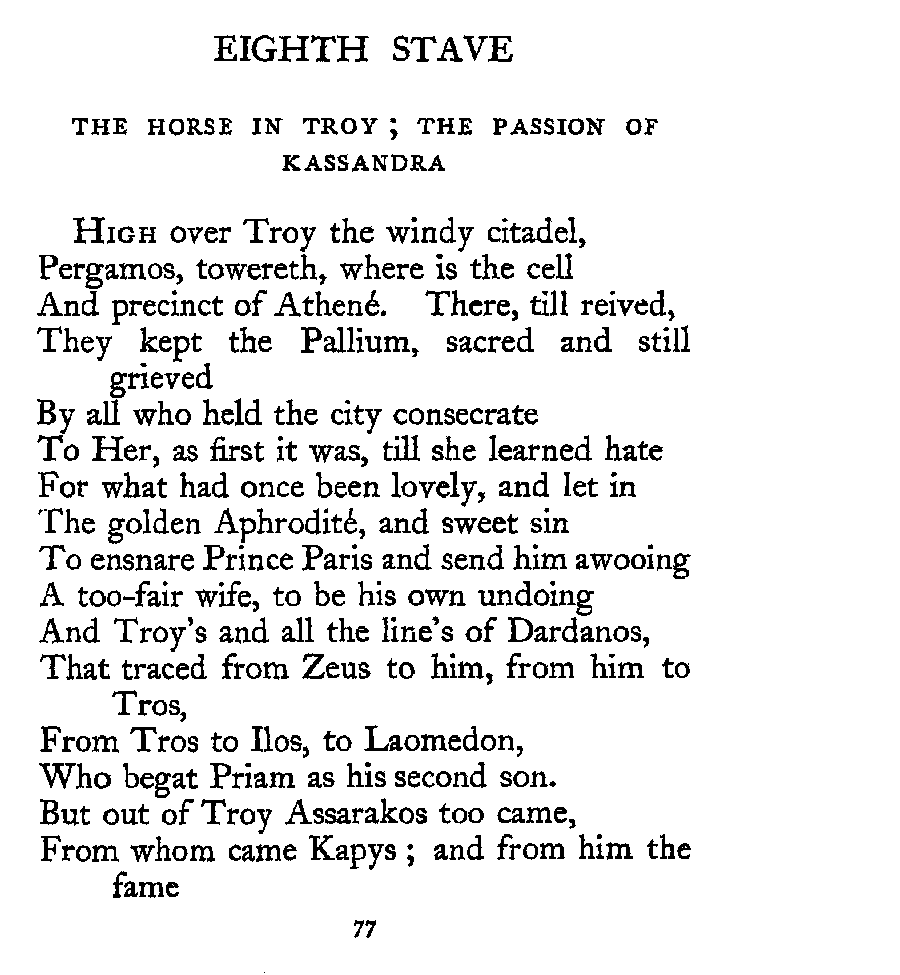 EIGHTH STAVE
THE HORSE IN TROY ; THE PASSION OF
KASSANDRA
HIGH over Troy the windy citadel,
Pergamos, towereth, where is the cell
And precinct of Athené. There, till reived,
They kept the Pallium, sacred and still
grieved
By all who held the city consecrate
To Her, as first it was, till she learned hate
For what had once been lovely, and let in
The golden Aphrodité, and sweet sin
To ensnare Prince Paris and send him awooing
A too-fair wife, to be his own undoing
And Troy's and all the line's of Dardanos,
That traced from Zeus to him, from him to
Tros,
From Tros to Ilos, to Laomedon,
Who begat Priam as his second son.
But out of Troy Assarakos too came,
From whom came Kapys ; and from him the
fame
77